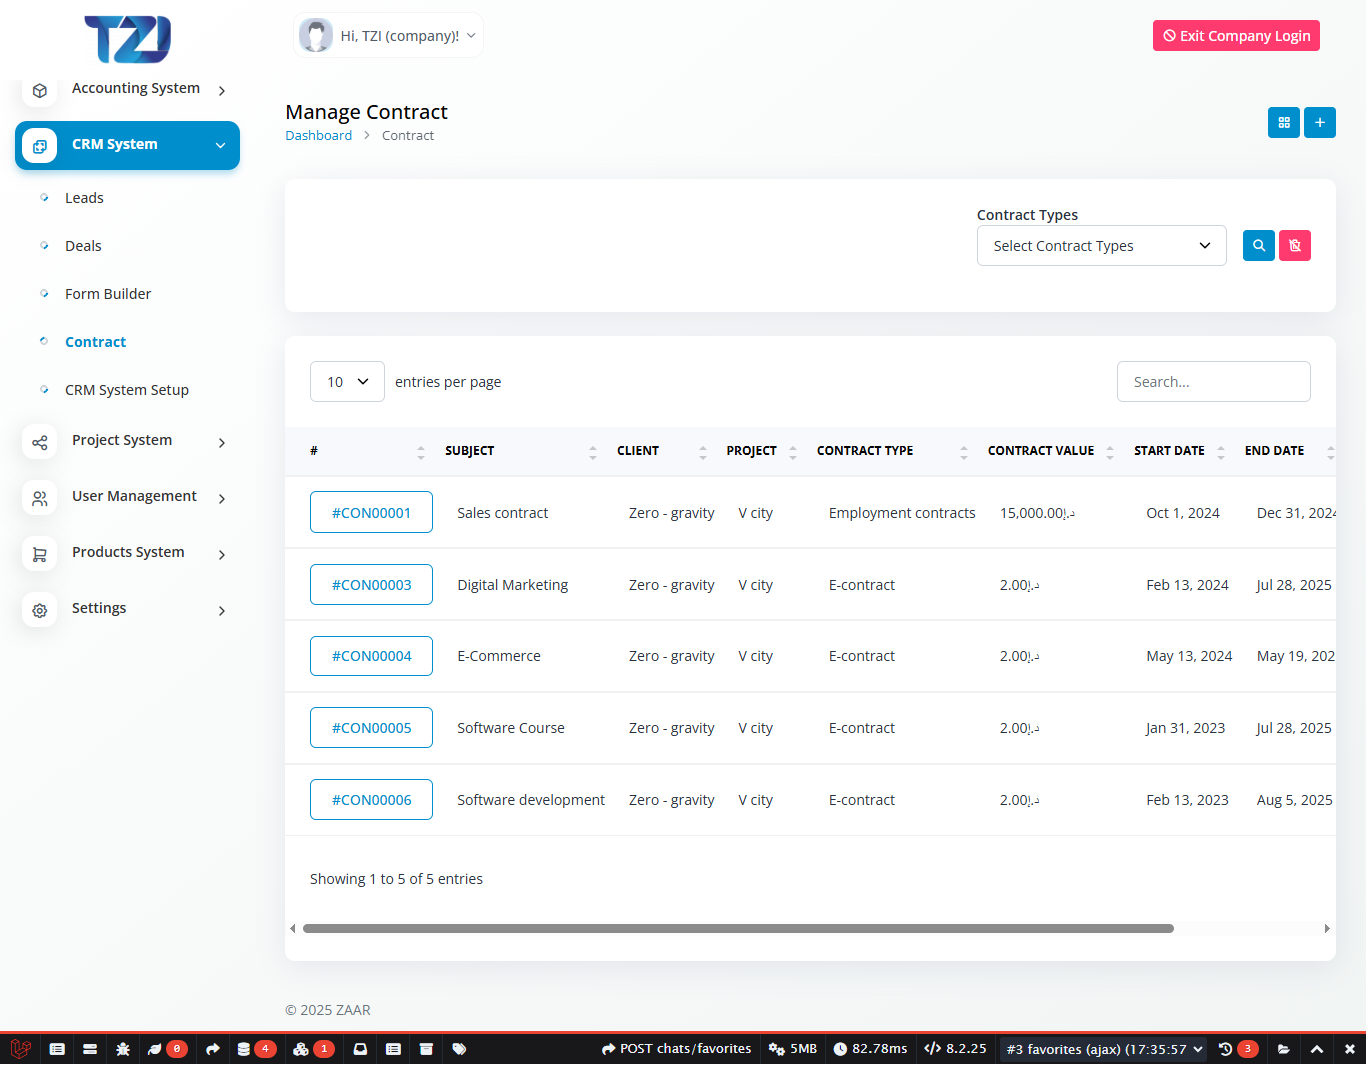 TZI
Hi, TZI (company)!
Exit Company Login
Accounting System
CRM System
Leads
Deals
Form Builder
Contract
CRM System Setup
Project System
User Management
Products System
Settings
Manage Contract
Dashboard > Contract
Contract Types
Select Contract Types
10 entries per page
Search...
# SUBJECT CLIENT PROJECT CONTRACT TYPE CONTRACT VALUE START DATE END DATE
#CON00001 Sales contract Zero - gravity V city Employment contracts 15,000.00د.إ Oct 1, 2024 Dec 31, 2024
#CON00003 Digital Marketing Zero - gravity V city E-contract 2.00د.إ Feb 13, 2024 Jul 28, 2025
#CON00004 E-Commerce Zero - gravity V city E-contract 2.00د.إ May 13, 2024 May 19, 202
#CON00005 Software Course Zero - gravity V city E-contract 2.00د.إ Jan 31, 2023 Jul 28, 2025
#CON00006 Software development Zero - gravity V city E-contract 2.00د.إ Feb 13, 2023 Aug 5, 2025
Showing 1 to 5 of 5 entries
© 2025 ZAAR
0 4 1 POST chats/favorites 5MB 82.78ms 8.2.25 #3 favorites (ajax) (17:35:57 3